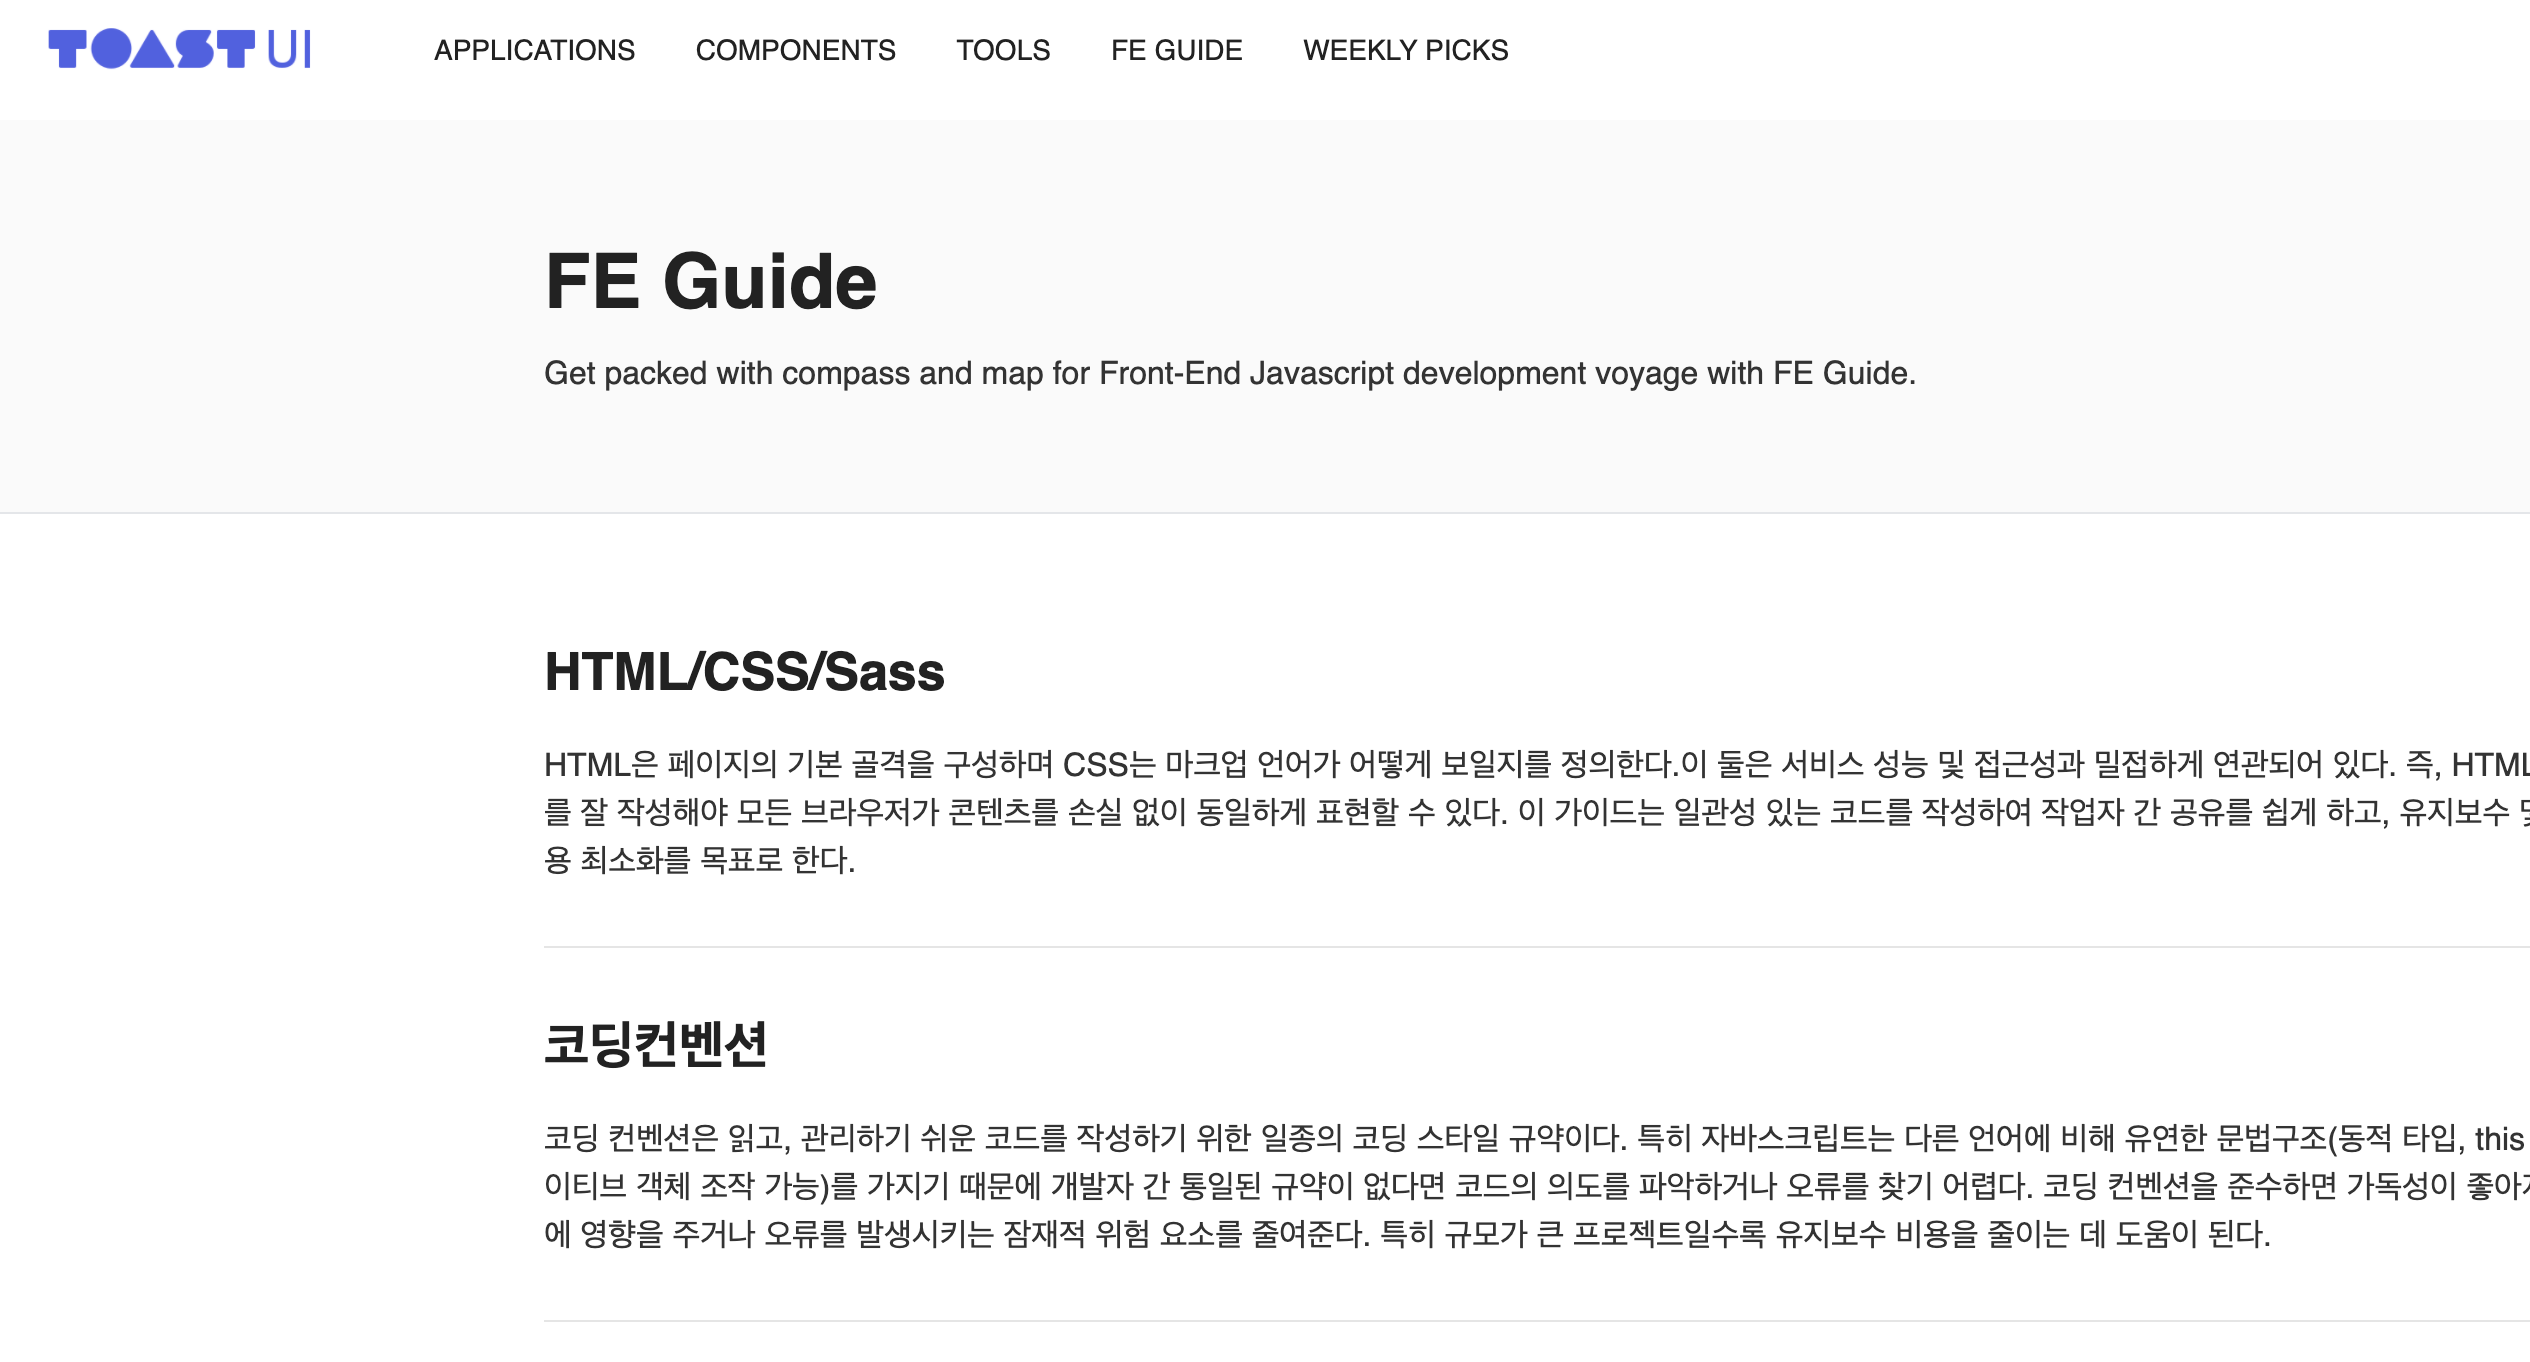 TOAST UI
APPLICATIONS COMPONENTS TOOLS FE GUIDE WEEKLY PICKS
FE Guide
Get packed with compass and map for Front-End Javascript development voyage with FE Guide.
HTML/CSS/Sass
HTML은 페이지의 기본 골격을 구성하며 CSS는 마크업 언어가 어떻게 보일지를 정의한다.이 둘은 서비스 성능 및 접근성과 밀접하게 연관되어 있다. 즉, HTML
를 잘 작성해야 모든 브라우저가 콘텐츠를 손실 없이 동일하게 표현할 수 있다. 이 가이드는 일관성 있는 코드를 작성하여 작업자 간 공유를 쉽게 하고, 유지보수
용 최소화를 목표로 한다.
코딩컨벤션
코딩 컨벤션은 읽고, 관리하기 쉬운 코드를 작성하기 위한 일종의 코딩 스타일 규약이다. 특히 자바스크립트는 다른 언어에 비해 유연한 문법구조(동적 타입, this
이티브 객체 조작 가능)를 가지기 때문에 개발자 간 통일된 규약이 없다면 코드의 의도를 파악하거나 오류를 찾기 어렵다. 코딩 컨벤션을 준수하면 가독성이
에 영향을 주거나 오류를 발생시키는 잠재적 위험 요소를 줄여준다. 특히 규모가 큰 프로젝트일수록 유지보수 비용을 줄이는 데 도움이 된다.